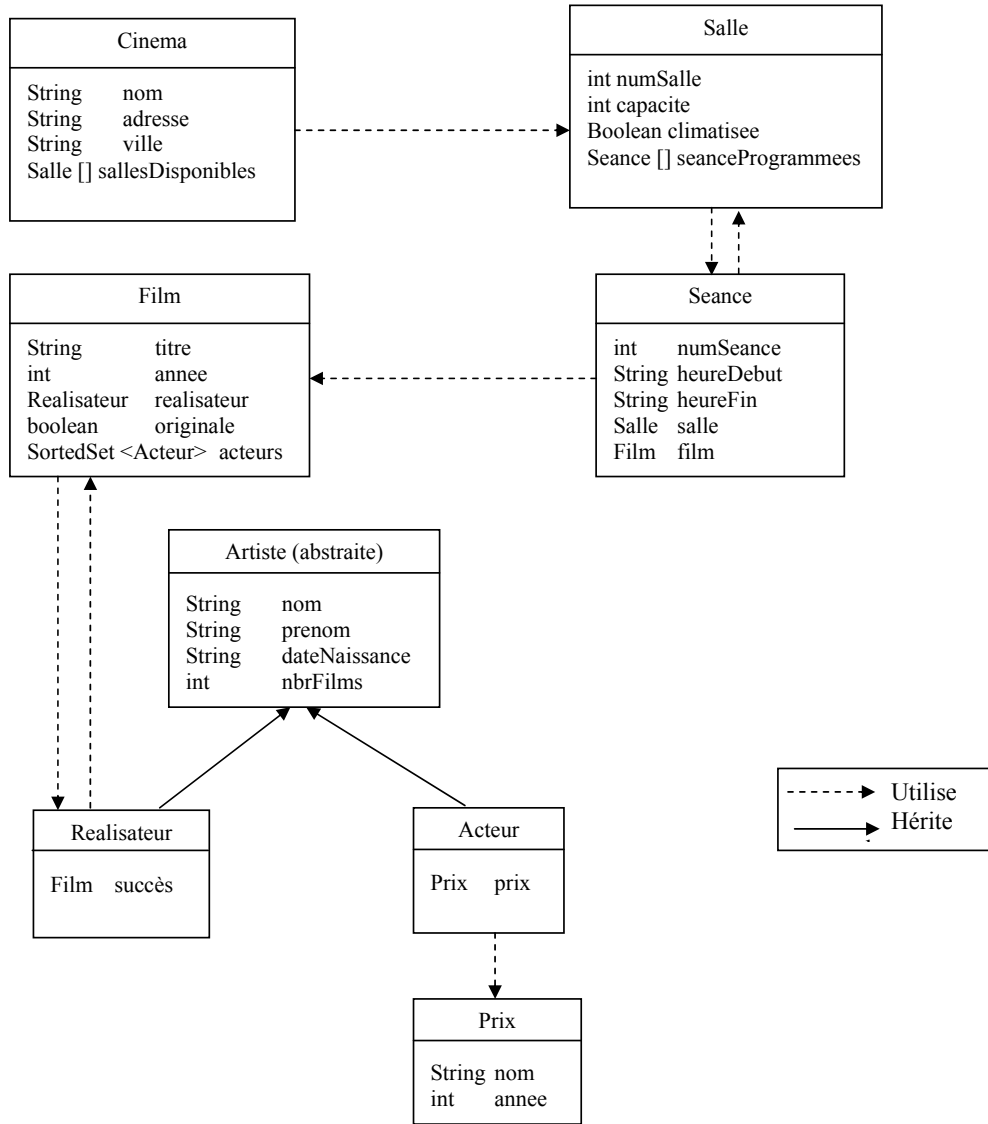 Cinema
String nom
String adresse
String ville
Salle [] sallesDisponibles
Salle
int numSalle
int capacite
Boolean climatisee
Seance [] seanceProgrammees
Film
String titre
int annee
Realisateur realisateur
boolean originale
SortedSet <Acteur> acteurs
Seance
int numSeance
String heureDebut
String heureFin
Salle salle
Film film
Artiste (abstraite)
String nom
String prenom
String dateNaissance
int nbrFilms
Realisateur
Film succès
Acteur
Prix prix
Utilise
Hérite
Prix
String nom
int annee